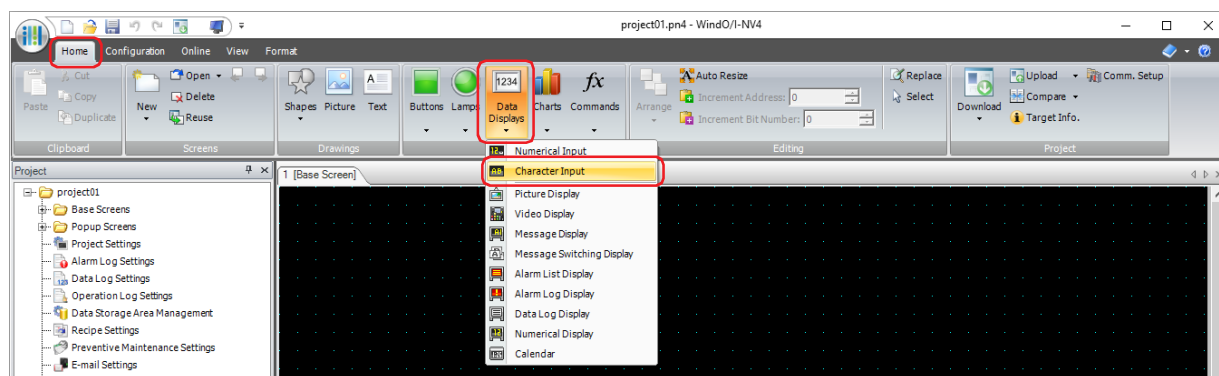 project01.pn4 - WindO/I-NV4
Home Configuration Online View Format
Cut
Copy
Paste
Duplicate
Clipboard
New
Open
Delete
Reuse
Screens
Shapes Picture Text
Drawings
Buttons Lamps Data Displays Charts Commands
1234
Arrange
Auto Resize
Increment Address: 0
Increment Bit Number: 0
Replace
Select
Editing
Download
Upload
Compare
Target Info.
Comm. Setup
Project
Project
project01
Base Screens
Popup Screens
Project Settings
Alarm Log Settings
Data Log Settings
Operation Log Settings
Data Storage Area Management
Recipe Settings
Preventive Maintenance Settings
E-mail Settings
1 [Base Screen]
Numerical Input
Character Input
Picture Display
Video Display
Message Display
Message Switching Display
Alarm List Display
Alarm Log Display
Data Log Display
Numerical Display
Calendar